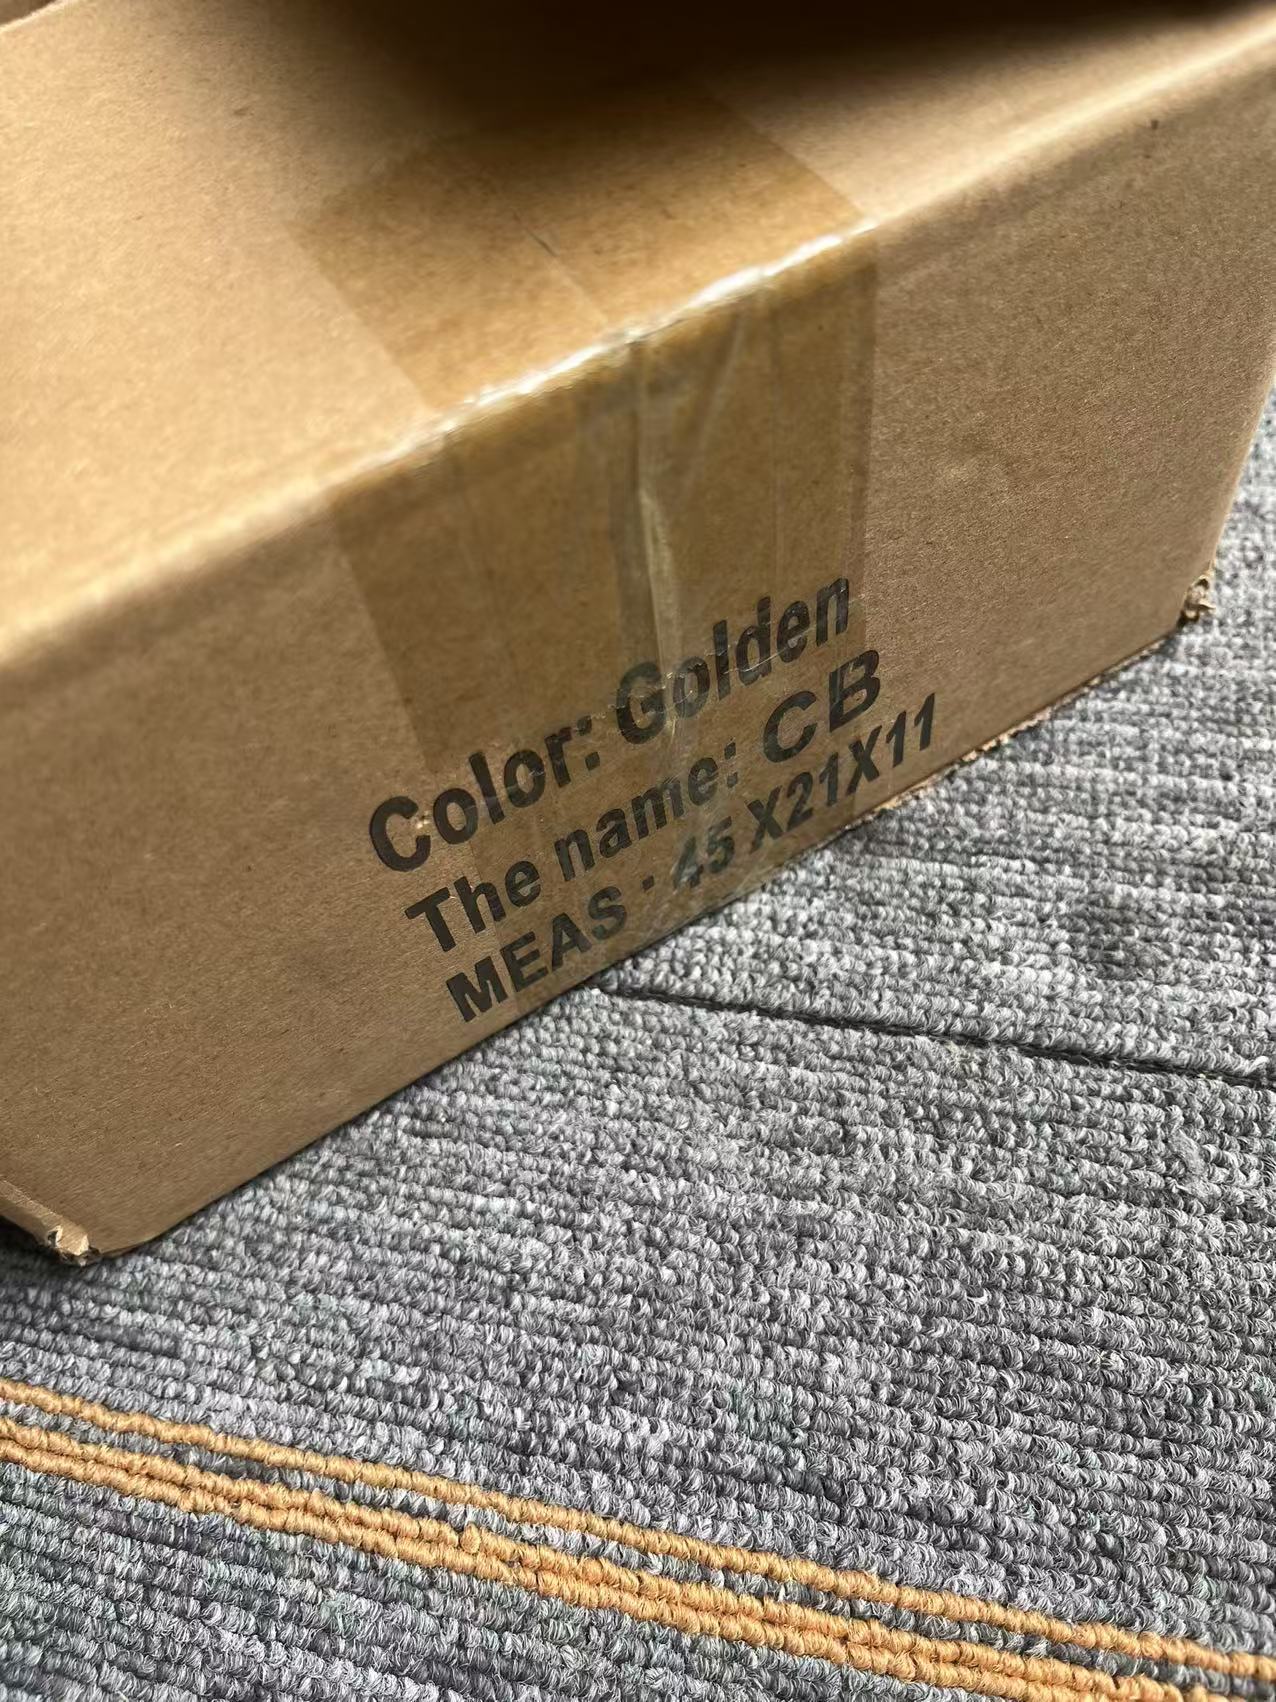 Color: Golden
The name: CB
MEAS · 45 X21X11